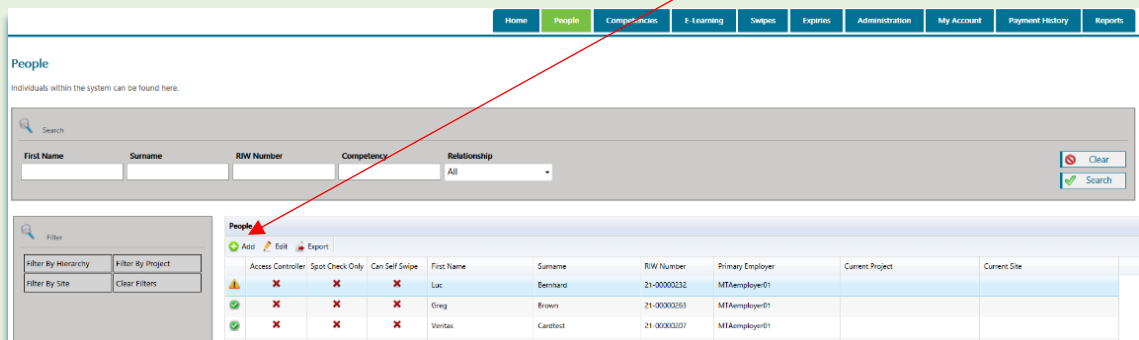 Home People Competencies E-Learning Swipes Expiries Administration My Account Payment History Reports
People
Individuals within the system can be found here.
Search
First Name Surname RIW Number Competency Relationship
All
Clear
Search
Filter
Filter By Hierarchy Filter By Project
Filter By Site Clear Filters
People
Add Edit Export
Access Controller Spot Check Only Can Self Swipe First Name Surname RIW Number Primary Employer Current Project Current Site
Luc Bernhard 21-00000232 MTAemployer01
Greg Brown 21-00000263 MTAemployer01
Veritas Cardtest 21-00000207 MTAemployer01